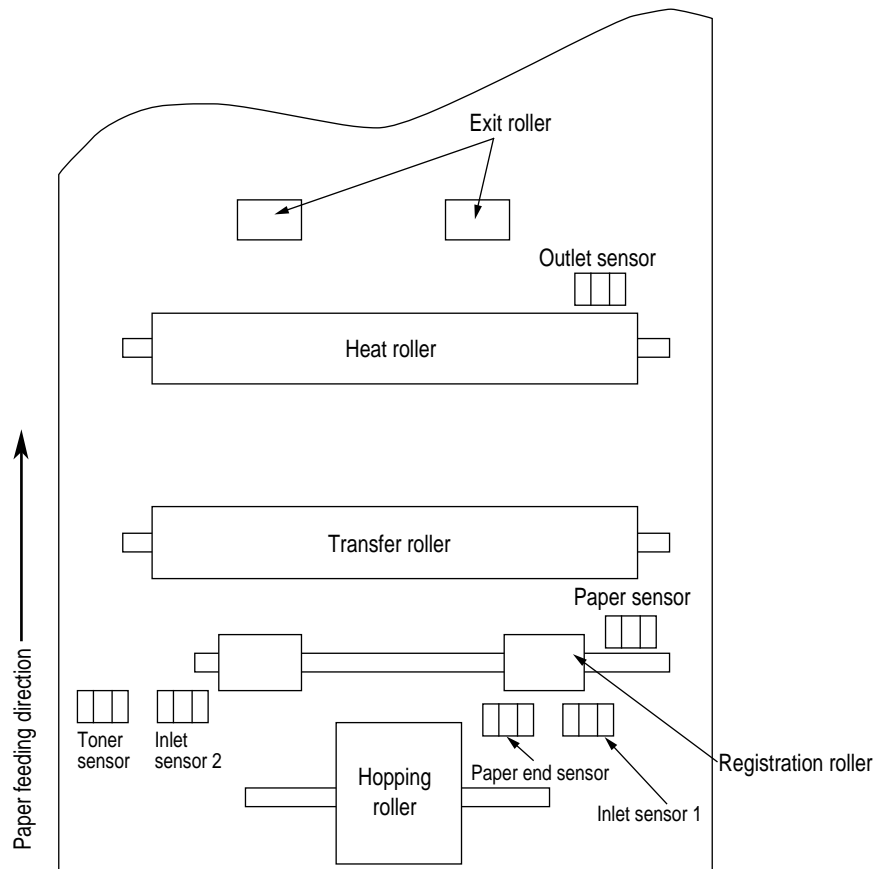 Exit roller
Outlet sensor
Heat roller
Transfer roller
Paper sensor
Toner
sensor
Inlet
sensor 2
Paper end sensor
Registration roller
Hopping
roller
Inlet sensor 1
Paper feeding direction